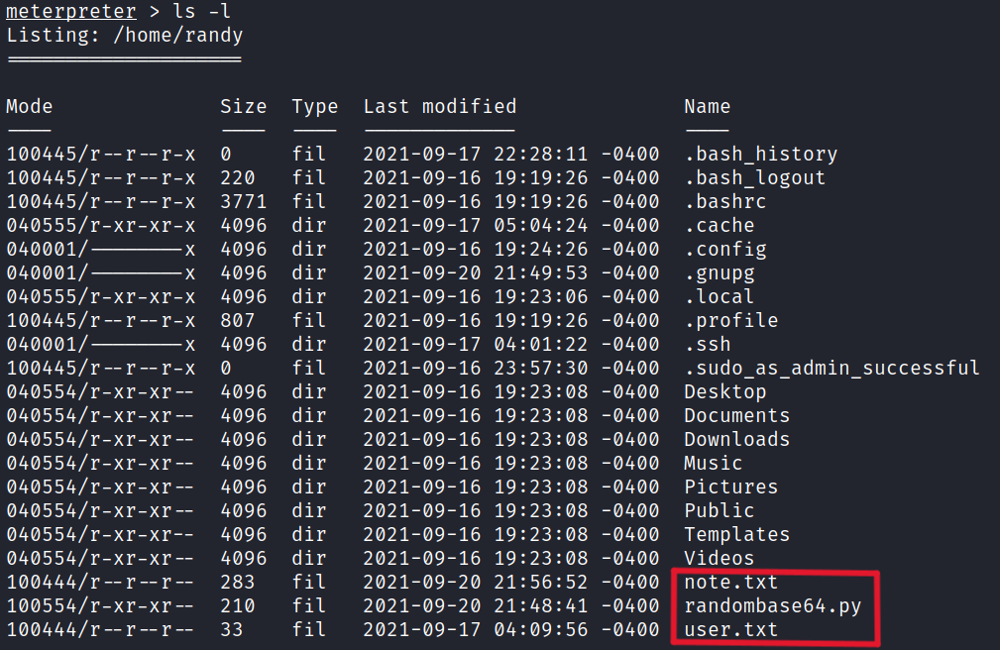 meterpreter > ls -l
Listing: /home/randy
====================
Mode Size Type Last modified Name
---- ---- ---- ------------- ----
100445/r--r--r-x 0 fil 2021-09-17 22:28:11 -0400 .bash_history
100445/r--r--r-x 220 fil 2021-09-16 19:19:26 -0400 .bash_logout
100445/r--r--r-x 3771 fil 2021-09-16 19:19:26 -0400 .bashrc
040555/r-xr-xr-x 4096 dir 2021-09-17 05:04:24 -0400 .cache
040001/--------x 4096 dir 2021-09-16 19:24:26 -0400 .config
040001/--------x 4096 dir 2021-09-20 21:49:53 -0400 .gnupg
040555/r-xr-xr-x 4096 dir 2021-09-16 19:23:06 -0400 .local
100445/r--r--r-x 807 fil 2021-09-16 19:19:26 -0400 .profile
040001/--------x 4096 dir 2021-09-17 04:01:22 -0400 .ssh
100445/r--r--r-x 0 fil 2021-09-16 23:57:30 -0400 .sudo_as_admin_successful
040554/r-xr-xr-- 4096 dir 2021-09-16 19:23:08 -0400 Desktop
040554/r-xr-xr-- 4096 dir 2021-09-16 19:23:08 -0400 Documents
040554/r-xr-xr-- 4096 dir 2021-09-16 19:23:08 -0400 Downloads
040554/r-xr-xr-- 4096 dir 2021-09-16 19:23:08 -0400 Music
040554/r-xr-xr-- 4096 dir 2021-09-16 19:23:08 -0400 Pictures
040554/r-xr-xr-- 4096 dir 2021-09-16 19:23:08 -0400 Public
040554/r-xr-xr-- 4096 dir 2021-09-16 19:23:08 -0400 Templates
040554/r-xr-xr-- 4096 dir 2021-09-16 19:23:08 -0400 Videos
100444/r--r--r-- 283 fil 2021-09-20 21:56:52 -0400 note.txt
100554/r-xr-xr-- 210 fil 2021-09-20 21:48:41 -0400 randombase64.py
100444/r--r--r-- 33 fil 2021-09-17 04:09:56 -0400 user.txt